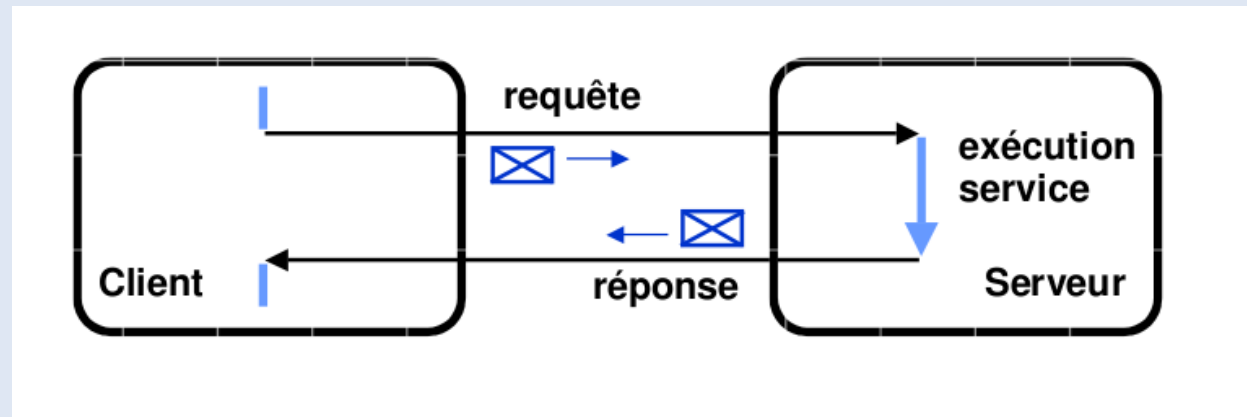 requête
exécution
service
Client
réponse
Serveur